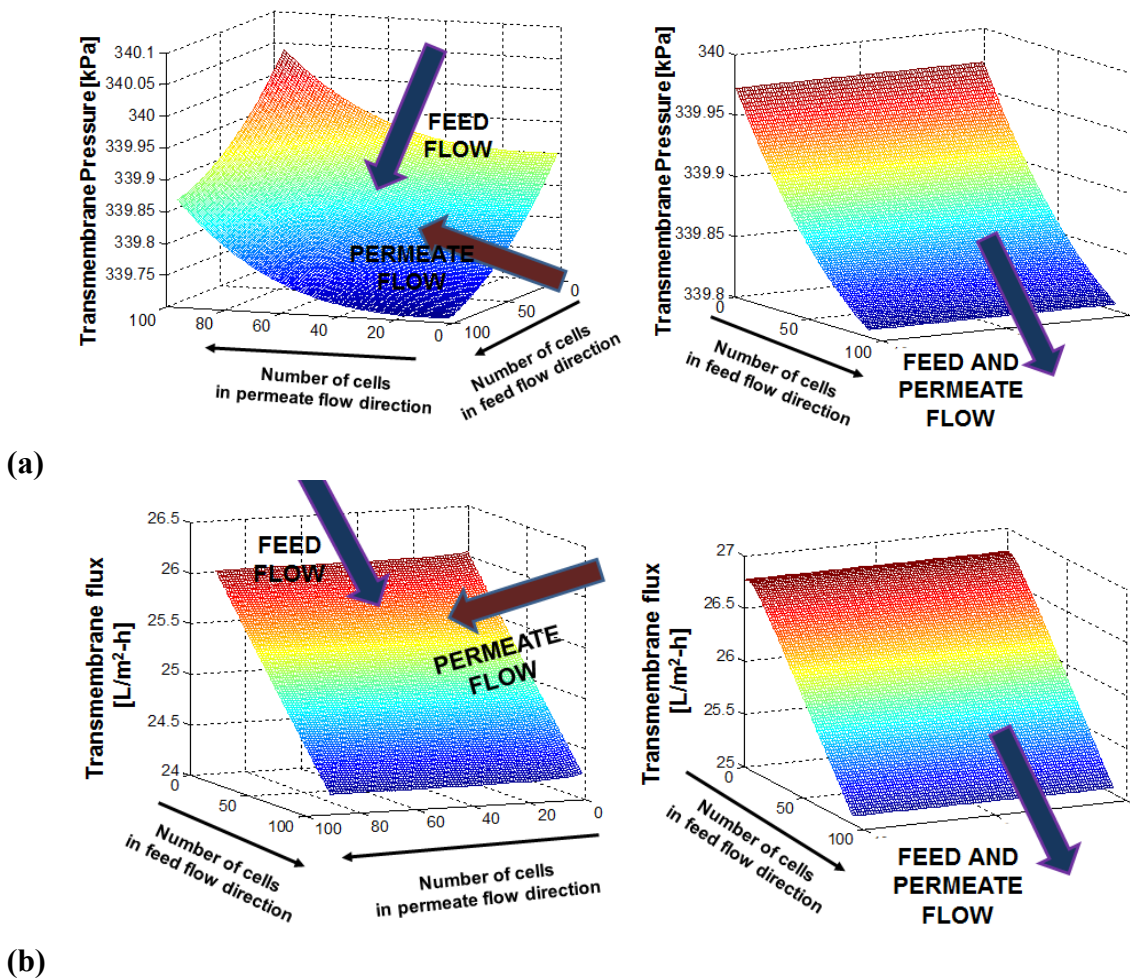 Transmembrane Pressure [kPa]
340.1
340.05
340
339.95
339.9
339.85
339.8
339.75
100
80
60
40
20
0
100
50
0
FEED
FLOW
PERMEATE
FLOW
Number of cells
in permeate flow direction
Number of cells
in feed flow direction
Transmembrane Pressure [kPa]
340
339.95
339.9
339.85
339.8
0
50
100
Number of cells
in feed flow direction
FEED AND
PERMEATE
FLOW
(a)
Transmembrane flux
[L/m²-h]
26.5
26
25.5
25
24.5
24
0
50
100
100
80
60
40
20
0
FEED
FLOW
PERMEATE
FLOW
Number of cells
in feed flow direction
Number of cells
in permeate flow direction
Transmembrane flux
[L/m²-h]
27
26.5
26
25.5
25
0
50
100
Number of cells
in feed flow direction
FEED AND
PERMEATE
FLOW
(b)